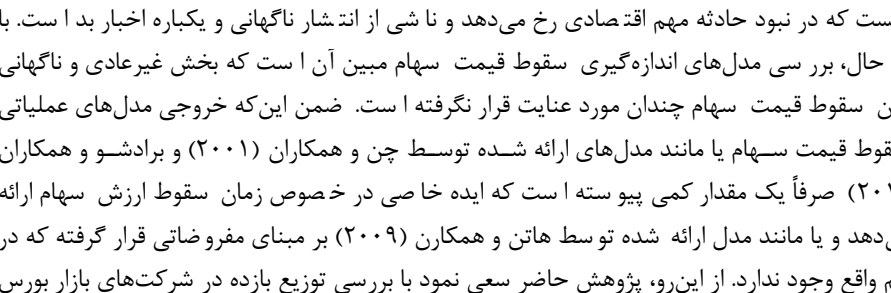 ست که در نبود حادثه مهم اقتصادی رخ می‌دهد و ناشی از انتشار ناگهانی و یکباره اخبار بد است. با
حال، بررسی مدل‌های اندازه‌گیری سقوط قیمت سهام مبین آن است که بخش غیرعادی و ناگهانی
ن سقوط قیمت سهام چندان مورد عنایت قرار نگرفته است. ضمن این‌که خروجی مدل‌های عملیاتی
قوط قیمت سهام یا مانند مدل‌های ارائه شده توسط چن و همکاران (۲۰۰۱) و برادشو و همکاران
صرفاً یک مقدار کمی پیوسته است که ایده خاصی در خصوص زمان سقوط ارزش سهام ارائه
‌دهد و یا مانند مدل ارائه شده توسط هاتن و همکارن (۲۰۰۹) بر مبنای مفروضاتی قرار گرفته که در
م واقع وجود ندارد. از این‌رو، پژوهش حاضر سعی نمود با بررسی توزیع بازده در شرکت‌های بازار بورس